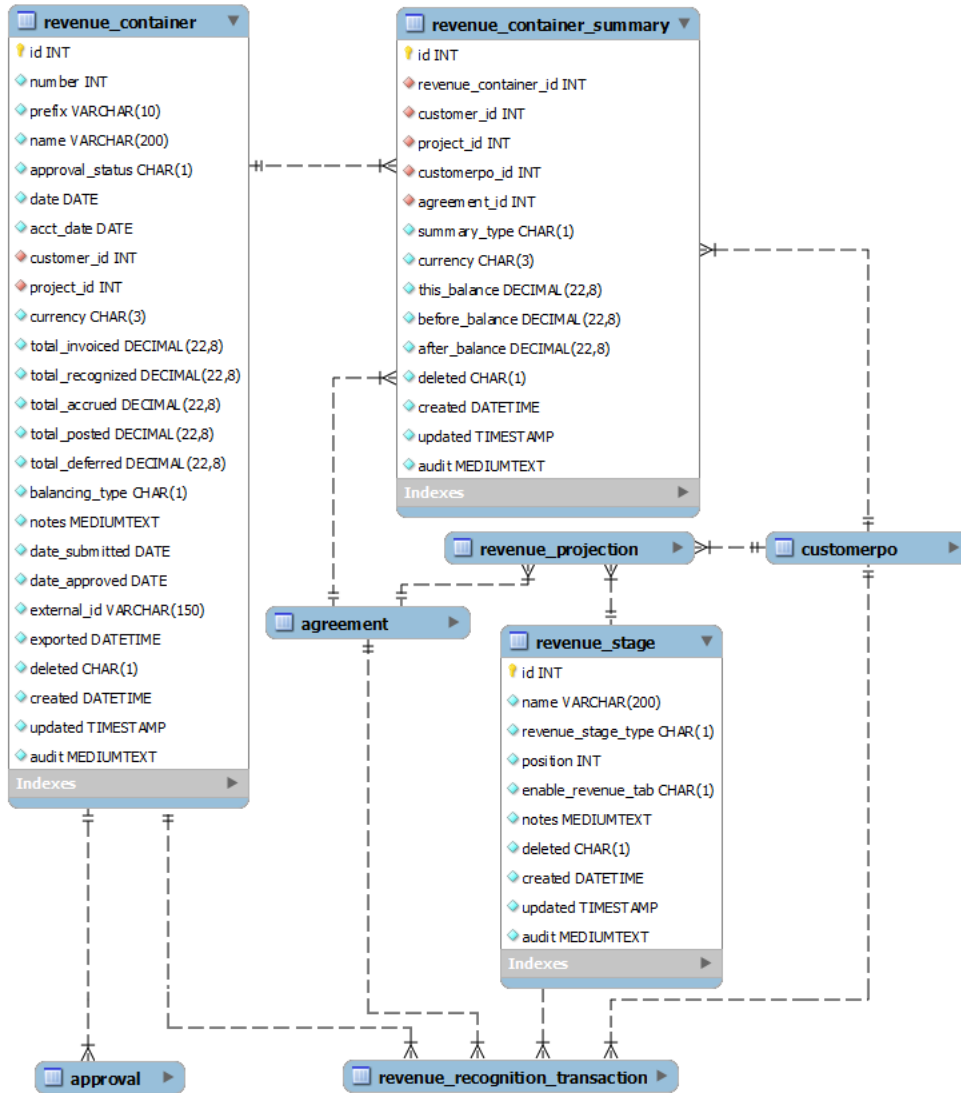 revenue_container
id INT
number INT
prefix VARCHAR(10)
name VARCHAR(200)
approval_status CHAR(1)
date DATE
acct_date DATE
customer_id INT
project_id INT
currency CHAR(3)
total_invoiced DECIMAL(22,8)
total_recognized DECIMAL(22,8)
total_accrued DECIMAL(22,8)
total_posted DECIMAL(22,8)
total_deferred DECIMAL(22,8)
balancing_type CHAR(1)
notes MEDIUMTEXT
date_submitted DATE
date_approved DATE
external_id VARCHAR(150)
exported DATETIME
deleted CHAR(1)
created DATETIME
updated TIMESTAMP
audit MEDIUMTEXT
Indexes
revenue_container_summary
id INT
revenue_container_id INT
customer_id INT
project_id INT
customerpo_id INT
agreement_id INT
summary_type CHAR(1)
currency CHAR(3)
this_balance DECIMAL(22,8)
before_balance DECIMAL(22,8)
after_balance DECIMAL(22,8)
deleted CHAR(1)
created DATETIME
updated TIMESTAMP
audit MEDIUMTEXT
Indexes
revenue_projection
customerpo
agreement
revenue_stage
id INT
name VARCHAR(200)
revenue_stage_type CHAR(1)
position INT
enable_revenue_tab CHAR(1)
notes MEDIUMTEXT
deleted CHAR(1)
created DATETIME
updated TIMESTAMP
audit MEDIUMTEXT
Indexes
approval
revenue_recognition_transaction